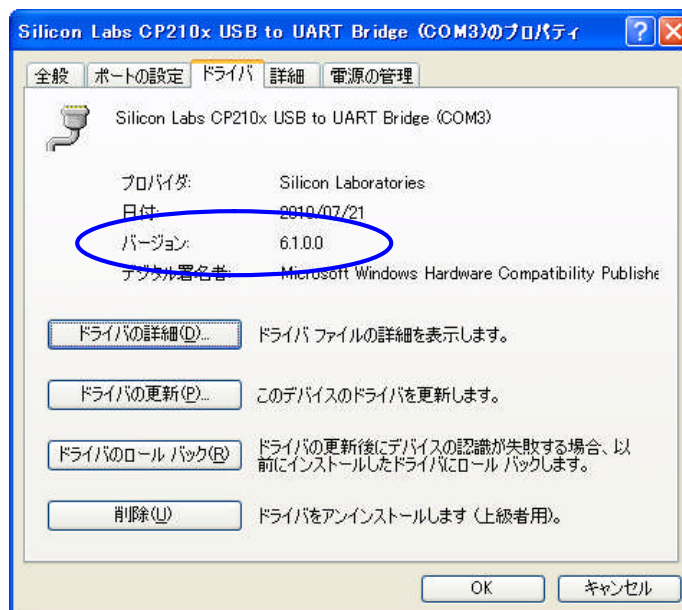 Silicon Labs CP210x USB to UART Bridge (COM3)のプロパティ
全般 ポートの設定 ドライバ 詳細 電源の管理
Silicon Labs CP210x USB to UART Bridge (COM3)
プロバイダ: Silicon Laboratories
日付: 2010/07/21
バージョン: 6.1.0.0
デジタル署名者: Microsoft Windows Hardware Compatibility Publishe
ドライバの詳細(D)... ドライバ ファイルの詳細を表示します。
ドライバの更新(P)... このデバイスのドライバを更新します。
ドライバのロール バック(R) ドライバの更新後にデバイスの認識が失敗する場合、以
前にインストールしたドライバにロール バックします。
削除(U) ドライバをアンインストールします (上級者用)。
OK キャンセル